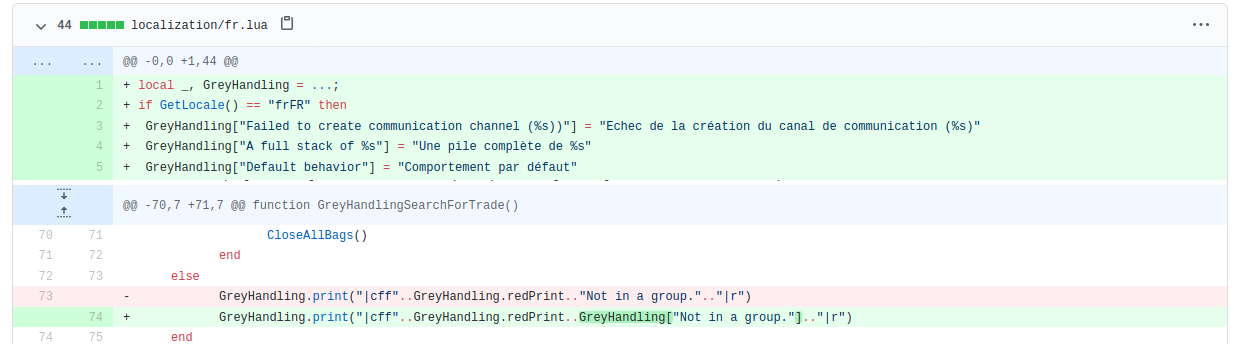 44 localization/fr.lua ...
... ... @@ -0,0 +1,44 @@
1 + local _, GreyHandling = ...;
2 + if GetLocale() == "frFR" then
3 + GreyHandling["Failed to create communication channel (%s))"] = "Echec de la création du canal de communication (%s)"
4 + GreyHandling["A full stack of %s"] = "Une pile complète de %s"
5 + GreyHandling["Default behavior"] = "Comportement par défaut"
@@ -70,7 +71,7 @@ function GreyHandlingSearchForTrade()
70 71 CloseAllBags()
71 72 end
72 73 else
73 - GreyHandling.print("|cff"..GreyHandling.redPrint.."Not in a group.".."|r")
74 + GreyHandling.print("|cff"..GreyHandling.redPrint..GreyHandling["Not in a group."].."|r")
74 75 end